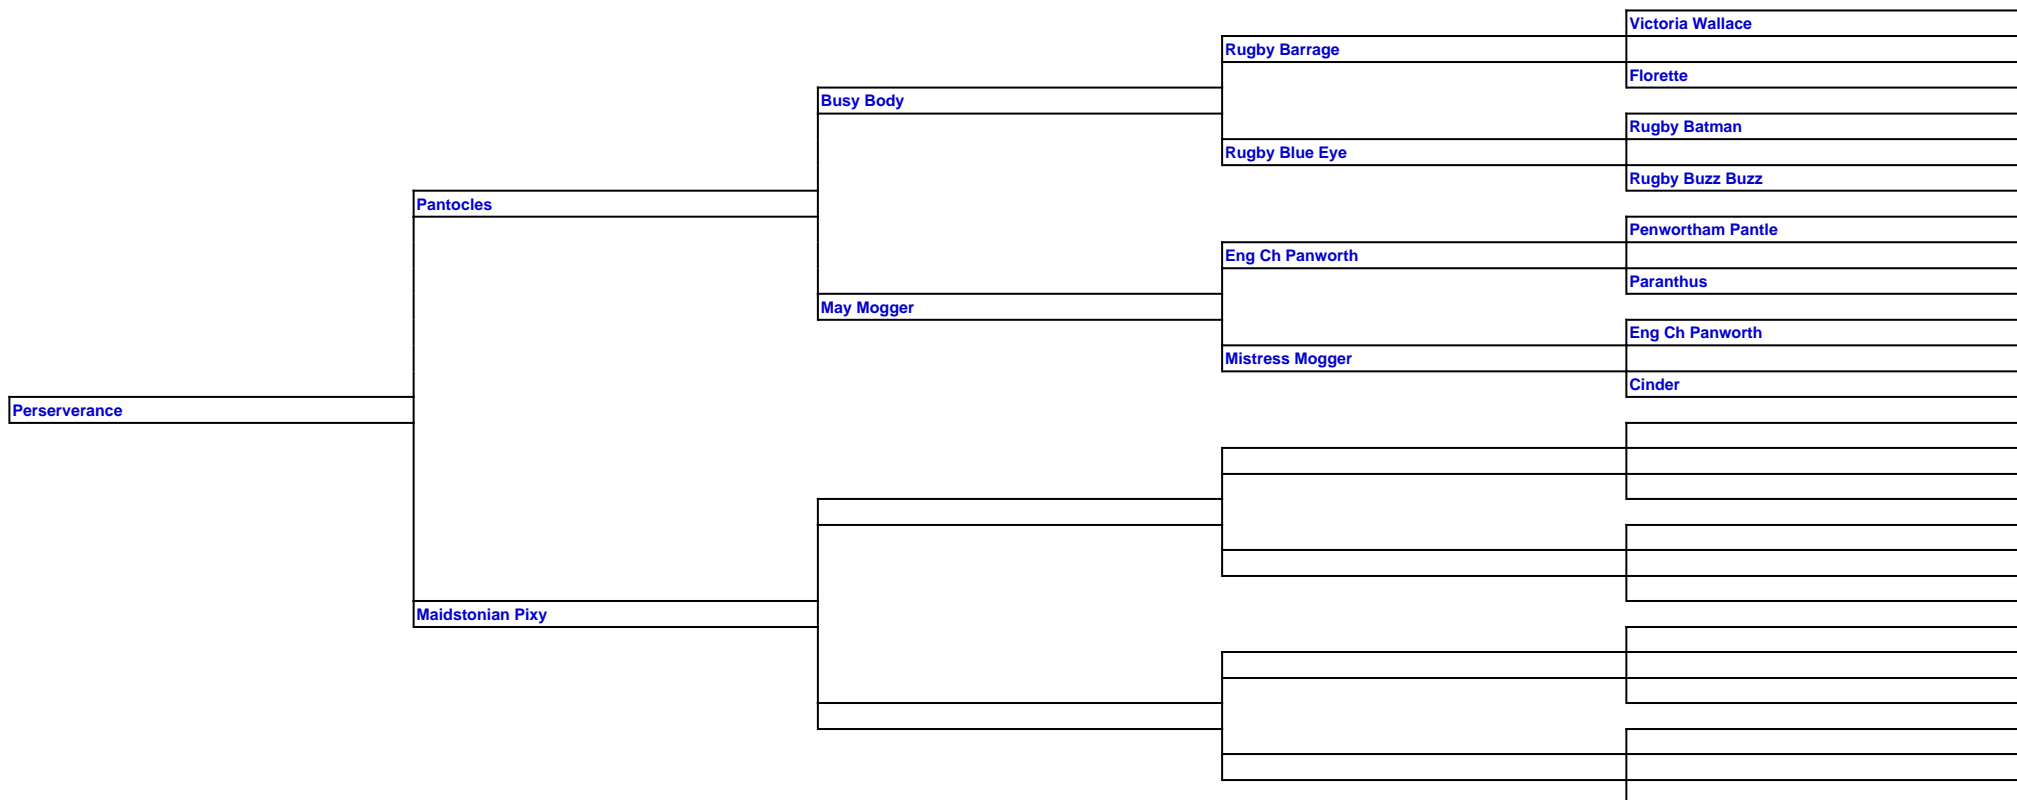 Victoria Wallace
Rugby Barrage
Florette
Busy Body
Rugby Batman
Rugby Blue Eye
Rugby Buzz Buzz
Pantocles
Penwortham Pantle
Eng Ch Panworth
Paranthus
May Mogger
Eng Ch Panworth
Mistress Mogger
Cinder
Perserverance
Maidstonian Pixy